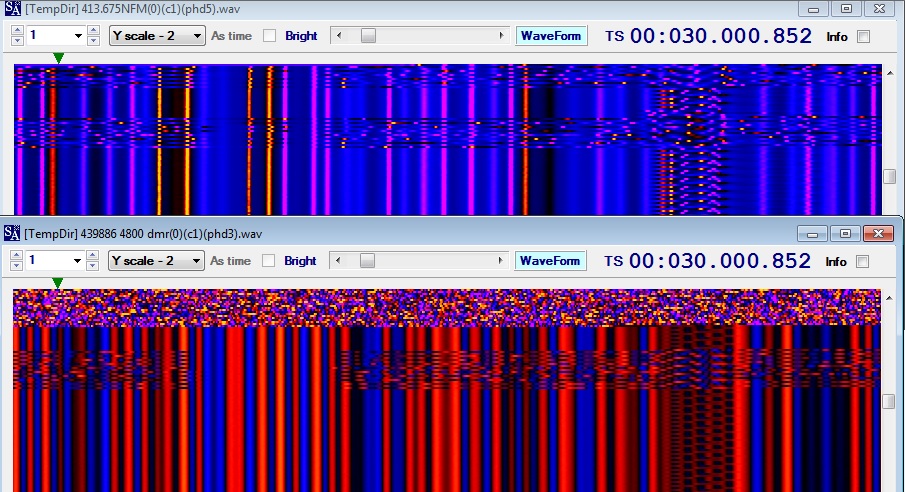 SA [TempDir] 413.675NFM(0)(c1)(phd5).wav
1 Y scale - 2 As time Bright WaveForm TS 00:030.000.852 Info
SA [TempDir] 439886 4800 dmr(0)(c1)(phd3).wav
1 Y scale - 2 As time Bright WaveForm TS 00:030.000.852 Info